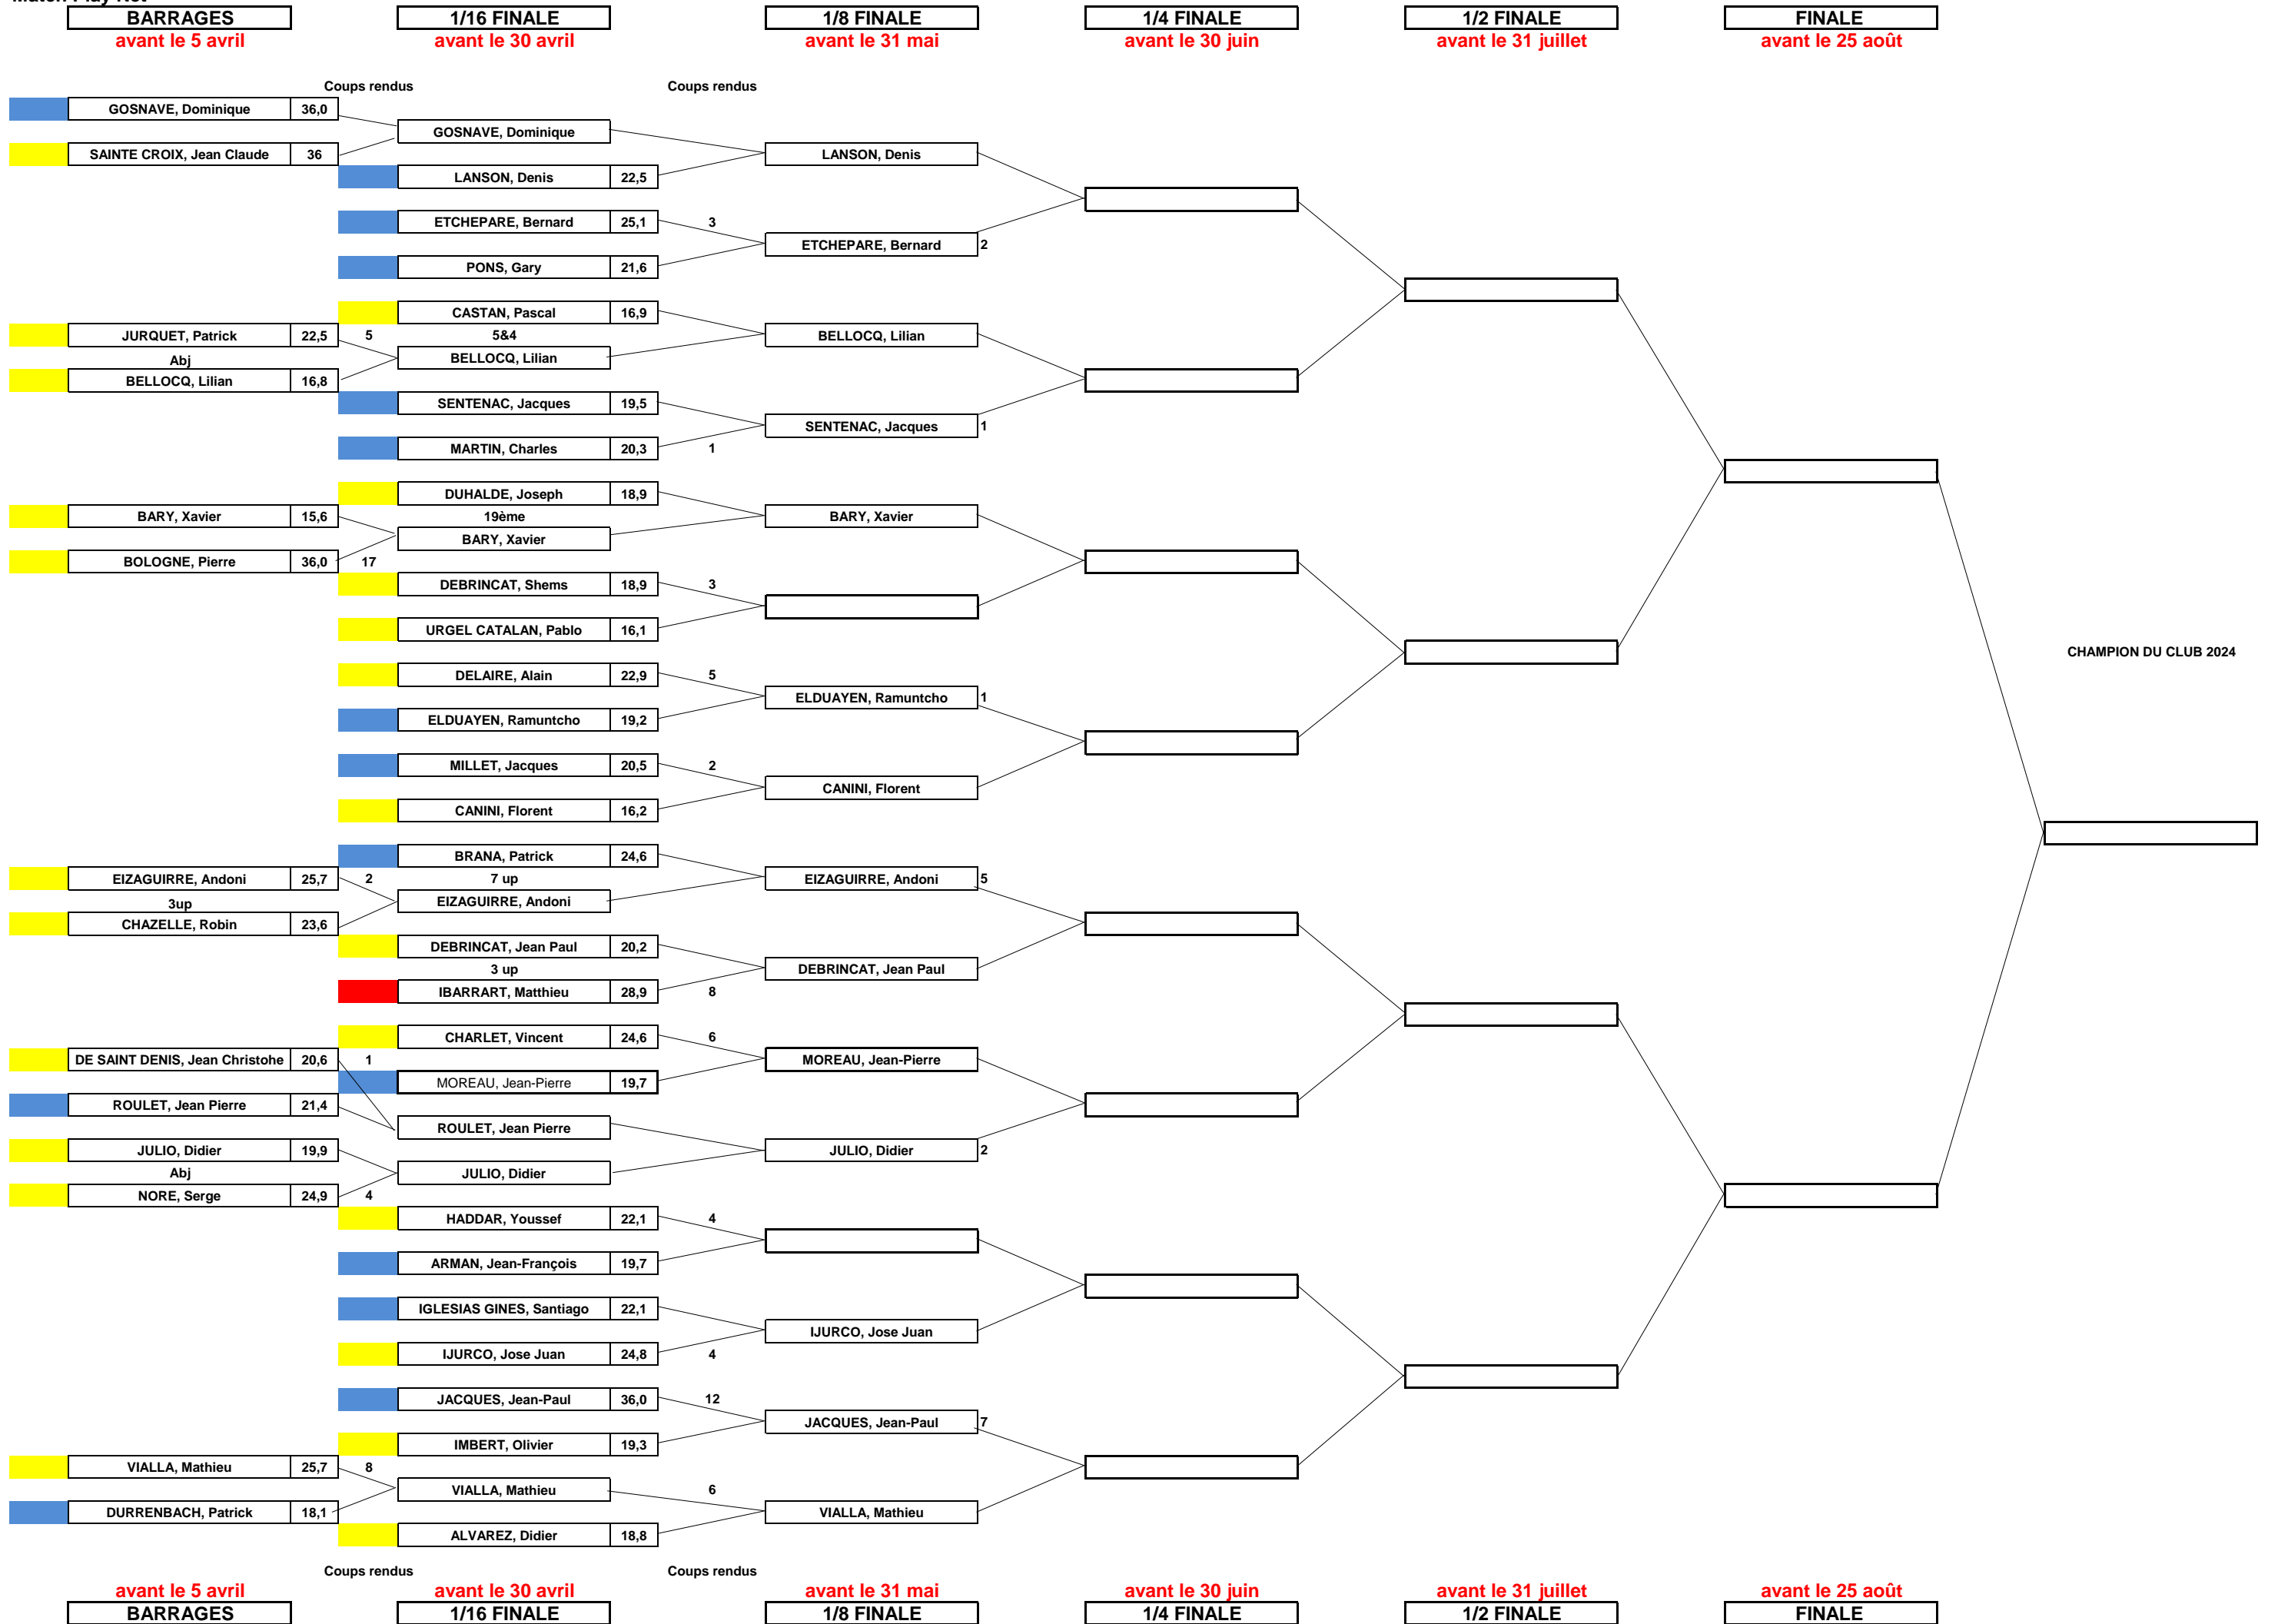 BARRAGES 1/16 FINALE 1/8 FINALE 1/4 FINALE 1/2 FINALE FINALE
avant le 5 avril avant le 30 avril avant le 31 mai avant le 30 juin avant le 31 juillet avant le 25 août
Coups rendus Coups rendus
GOSNAVE, Dominique 36,0
GOSNAVE, Dominique
SAINTE CROIX, Jean Claude 36 LANSON, Denis
LANSON, Denis 22,5
ETCHEPARE, Bernard 25,1 3
ETCHEPARE, Bernard 2
PONS, Gary 21,6
CASTAN, Pascal 16,9
JURQUET, Patrick 22,5 5 5&4 BELLOCQ, Lilian
Abj BELLOCQ, Lilian
BELLOCQ, Lilian 16,8
SENTENAC, Jacques 19,5
SENTENAC, Jacques 1
MARTIN, Charles 20,3 1
DUHALDE, Joseph 18,9
BARY, Xavier 15,6 19ème BARY, Xavier
BARY, Xavier
BOLOGNE, Pierre 36,0 17
DEBRINCAT, Shems 18,9 3
URGEL CATALAN, Pablo 16,1
CHAMPION DU CLUB 2024
DELAIRE, Alain 22,9 5
ELDUAYEN, Ramuntcho 1
ELDUAYEN, Ramuntcho 19,2
MILLET, Jacques 20,5 2
CANINI, Florent
CANINI, Florent 16,2
BRANA, Patrick 24,6
EIZAGUIRRE, Andoni 25,7 2 7 up EIZAGUIRRE, Andoni 5
3up EIZAGUIRRE, Andoni
CHAZELLE, Robin 23,6
DEBRINCAT, Jean Paul 20,2
3 up DEBRINCAT, Jean Paul
IBARRART, Matthieu 28,9 8
CHARLET, Vincent 24,6 6
DE SAINT DENIS, Jean Christohe 20,6 1 MOREAU, Jean-Pierre
MOREAU, Jean-Pierre 19,7
ROULET, Jean Pierre 21,4
ROULET, Jean Pierre
JULIO, Didier 19,9 JULIO, Didier 2
Abj JULIO, Didier
NORE, Serge 24,9 4
HADDAR, Youssef 22,1 4
ARMAN, Jean-François 19,7
IGLESIAS GINES, Santiago 22,1
IJURCO, Jose Juan
IJURCO, Jose Juan 24,8 4
JACQUES, Jean-Paul 36,0 12
JACQUES, Jean-Paul 7
IMBERT, Olivier 19,3
VIALLA, Mathieu 25,7 8
VIALLA, Mathieu 6
DURRENBACH, Patrick 18,1 VIALLA, Mathieu
ALVAREZ, Didier 18,8
Coups rendus Coups rendus
avant le 5 avril avant le 30 avril avant le 31 mai avant le 30 juin avant le 31 juillet avant le 25 août
BARRAGES 1/16 FINALE 1/8 FINALE 1/4 FINALE 1/2 FINALE FINALE